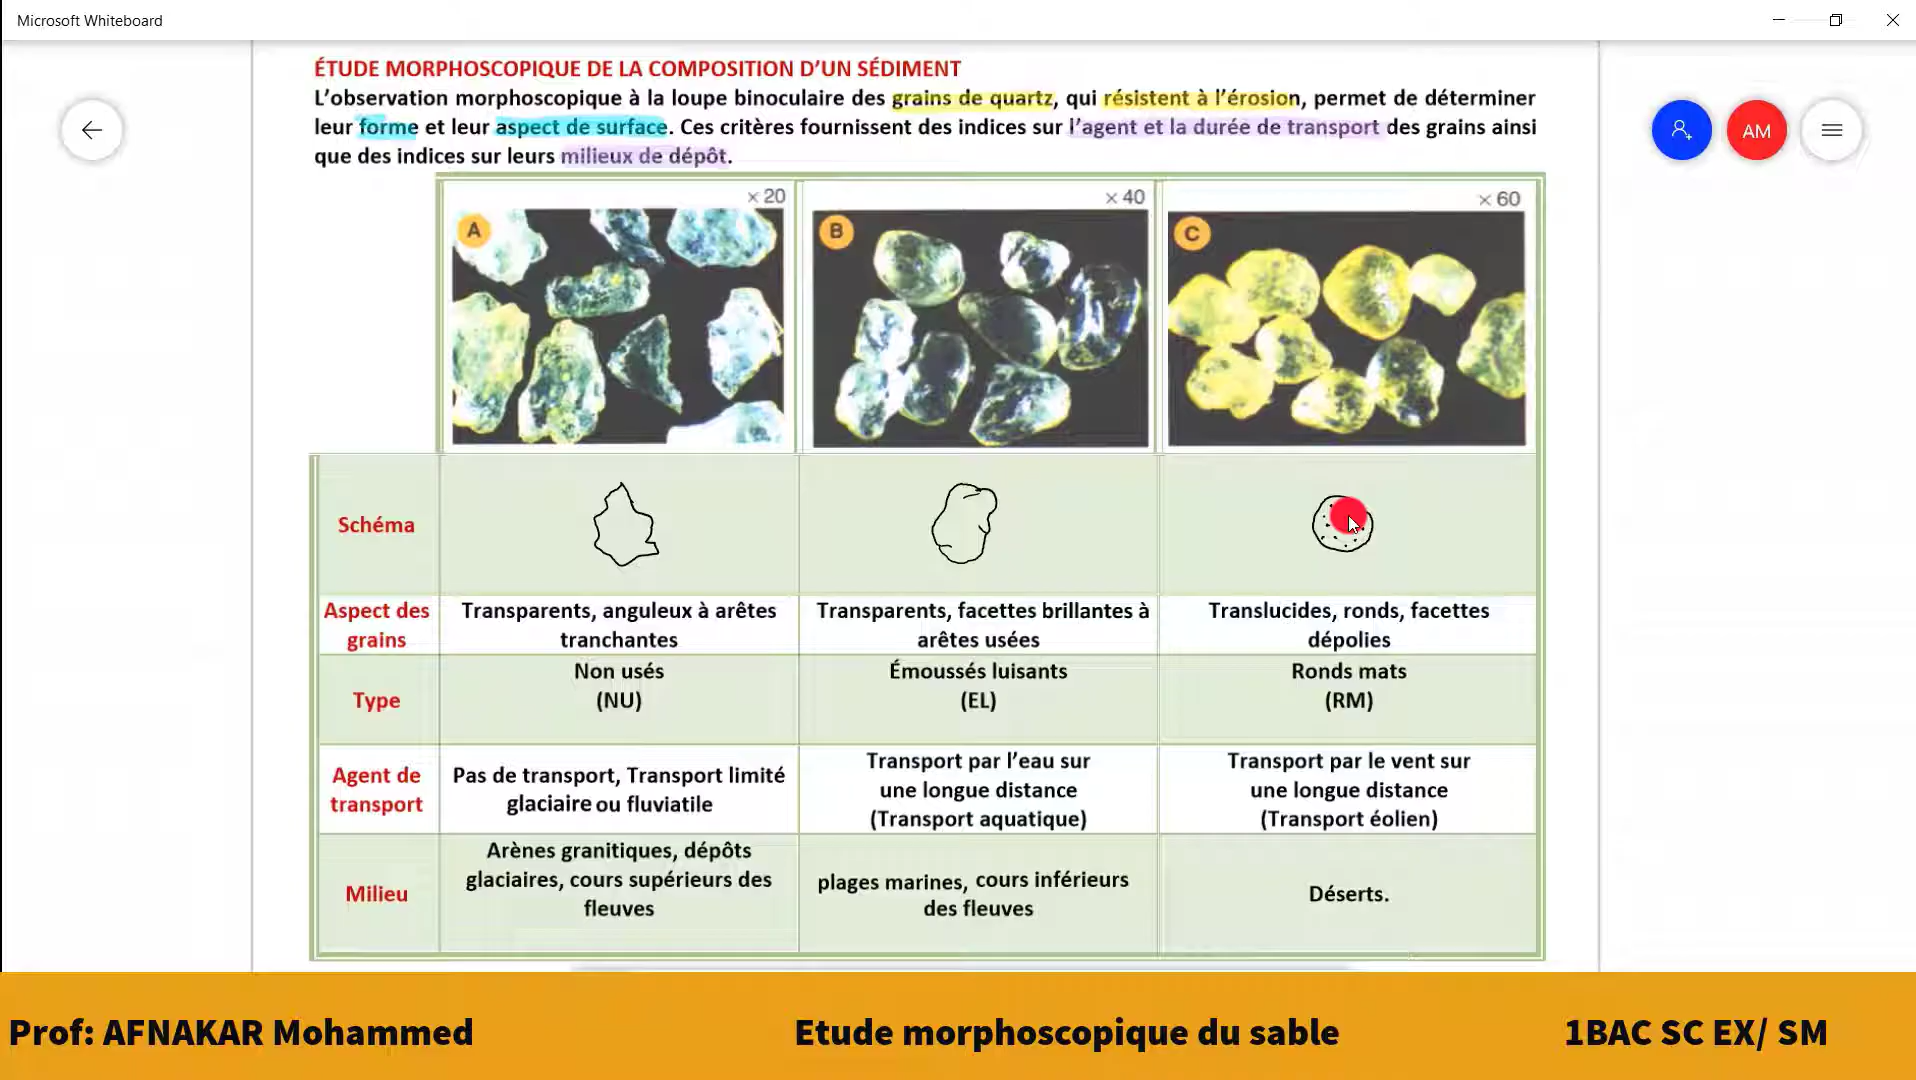 Microsoft Whiteboard
ÉTUDE MORPHOSCOPIQUE DE LA COMPOSITION D'UN SÉDIMENT
L'observation morphoscopique à la loupe binoculaire des grains de quartz, qui résistent à l'érosion, permet de déterminer
leur forme et leur aspect de surface. Ces critères fournissent des indices sur l'agent et la durée de transport des grains ainsi
que des indices sur leurs milieux de dépôt.
AM
× 20
× 40
× 60
A
B
C
Schéma
Aspect des
grains
Transparents, anguleux à arêtes
tranchantes
Transparents, facettes brillantes à
arêtes usées
Translucides, ronds, facettes
dépolies
Type
Non usés
(NU)
Émoussés luisants
(EL)
Ronds mats
(RM)
Agent de
transport
Pas de transport, Transport limité
glaciaire ou fluviatile
Transport par l'eau sur
une longue distance
(Transport aquatique)
Transport par le vent sur
une longue distance
(Transport éolien)
Milieu
Arènes granitiques, dépôts
glaciaires, cours supérieurs des
fleuves
plages marines, cours inférieurs
des fleuves
Déserts.
Prof: AFNAKAR Mohammed
Etude morphoscopique du sable
1BAC SC EX/ SM